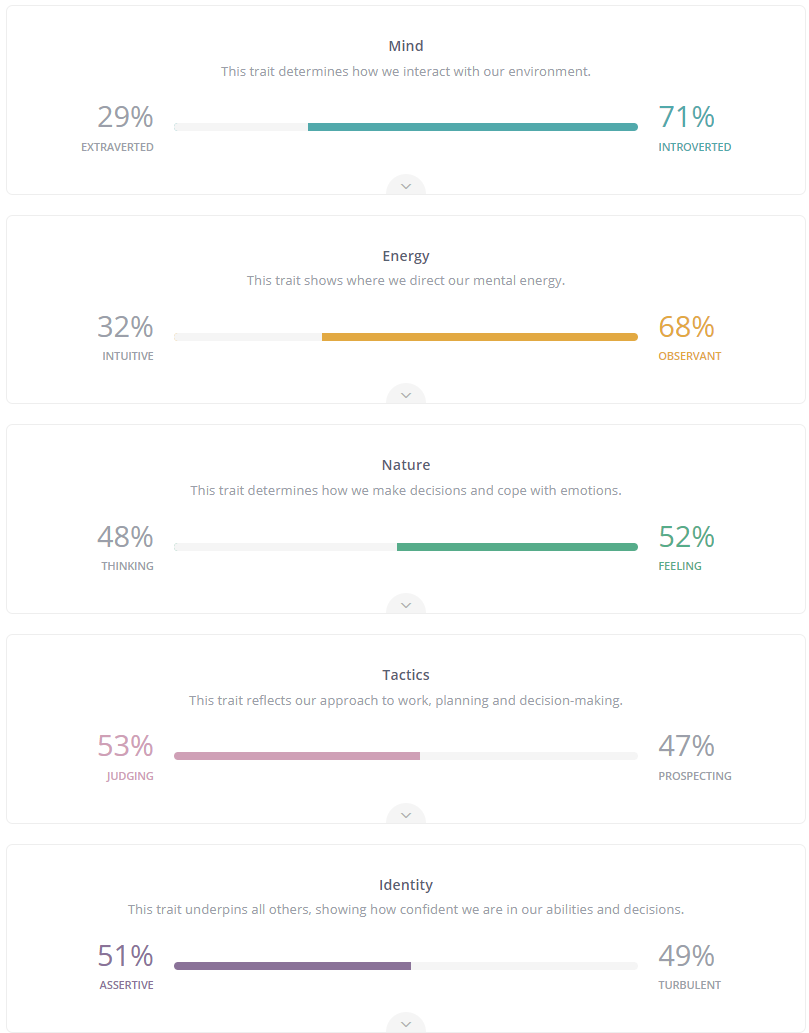 Mind
This trait determines how we interact with our environment.
29%
71%
EXTRAVERTED
INTROVERTED
Energy
This trait shows where we direct our mental energy.
32%
68%
INTUITIVE
OBSERVANT
Nature
This trait determines how we make decisions and cope with emotions.
48%
52%
THINKING
FEELING
Tactics
This trait reflects our approach to work, planning and decision-making.
53%
47%
JUDGING
PROSPECTING
Identity
This trait underpins all others, showing how confident we are in our abilities and decisions.
51%
49%
ASSERTIVE
TURBULENT